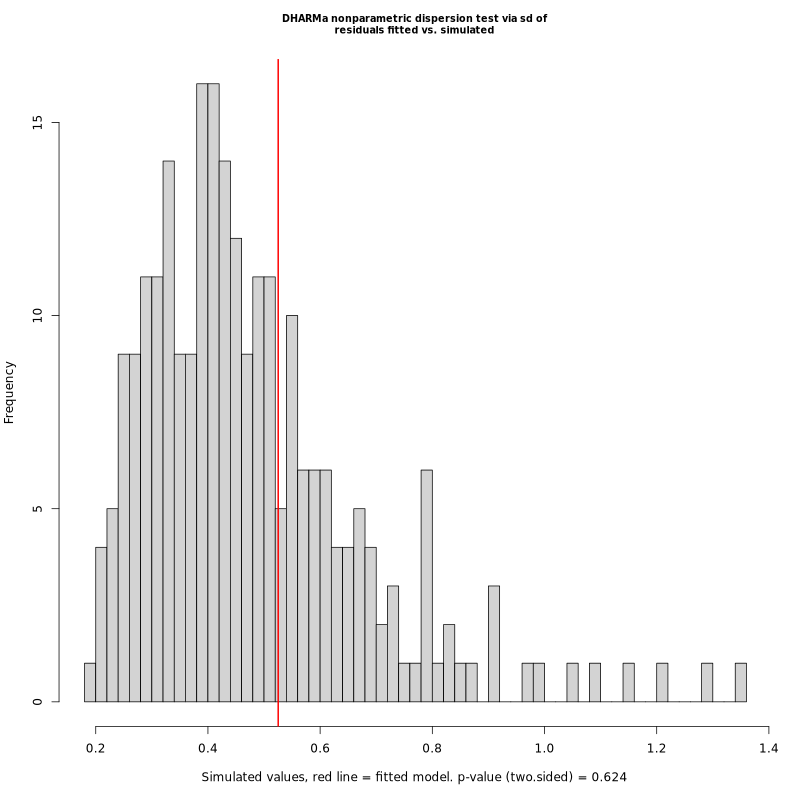 DHARMa nonparametric dispersion test via sd of
residuals fitted vs. simulated
Frequency
15
10
5
0
0.2 0.4 0.6 0.8 1.0 1.2 1.4
Simulated values, red line = fitted model. p-value (two.sided) = 0.624